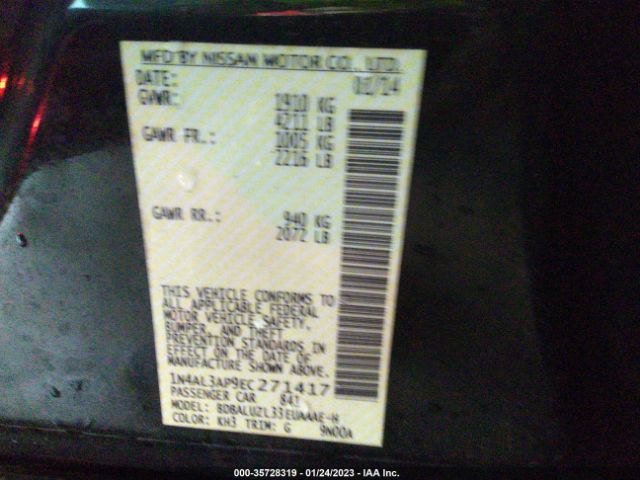 MFD BY NISSAN MOTOR CO., LTD.
DATE: 01/14
GVWR: 1910 KG
4211 LB
GAWR FR.: 1005 KG
2216 LB
GAWR RR.: 940 KG
2072 LB
THIS VEHICLE CONFORMS TO
ALL APPLICABLE FEDERAL
MOTOR VEHICLE SAFETY,
BUMPER, AND THEFT
PREVENTION STANDARDS IN
EFFECT ON THE DATE OF
MANUFACTURE SHOWN ABOVE.
1N4AL3AP9EC271417
PASSENGER CAR 841
MODEL: BDBALUZL33EUAAAE-H
COLOR: KH3 TRIM: G 9N00A
000-35728319 - 01/24/2023 - IAA Inc.